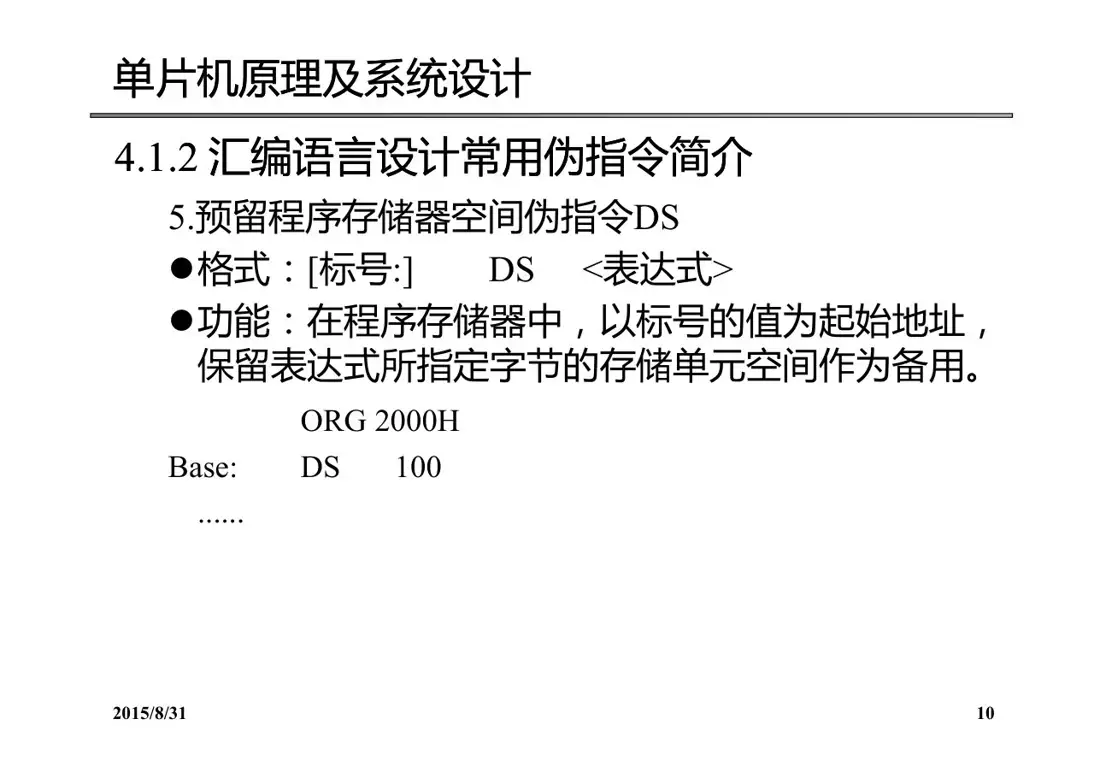 单片机原理及系统设计
4.1.2 汇编语言设计常用伪指令简介
5.预留程序存储器空间伪指令DS
●格式：[标号:] DS <表达式>
●功能：在程序存储器中，以标号的值为起始地址，
保留表达式所指定字节的存储单元空间作为备用。
ORG 2000H
Base: DS 100
......
2015/8/31 10